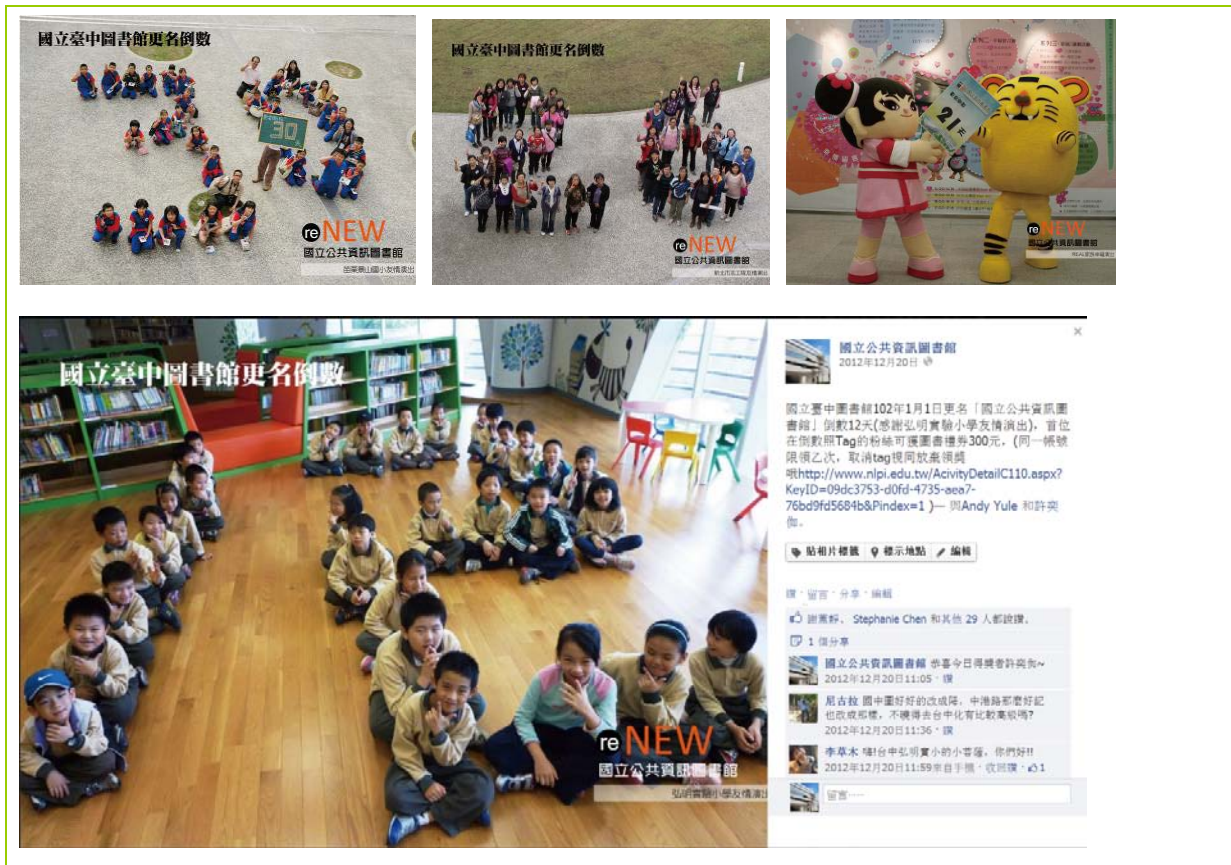 國立臺中圖書館更名倒數
30
reNEW
國立公共資訊圖書館
國立臺中圖書館更名倒數
reNEW
國立公共資訊圖書館
21天
reNEW
國立公共資訊圖書館
國立臺中圖書館更名倒數
reNEW
國立公共資訊圖書館
弘明實驗小學友情演出
國立公共資訊圖書館
2012年12月20日
國立臺中圖書館102年1月1日更名「國立公共資訊圖
書館」倒數12天(感謝弘明實驗小學友情演出), 首位
在倒數照Tag的粉絲可獲圖書禮券300元, (同一帳號
限領乙次, 取消tag視同放棄領獎
哦http://www.nlpi.edu.tw/AcivityDetailC110.aspx?
KeyID=09dc3753-d0fd-4735-aea7-
76bd9fd5684b&Pindex=1 )— 與Andy Yule 和許奕
貼相片標籤 標示地點 編輯
讚 · 留言 · 分享 · 編輯
Stephanie Chen 和其他 29 人都說讚。
1 個分享
國立公共資訊圖書館 恭喜今日得獎者許奕
2012年12月20日11:05 · 讚
尼古拉 國中圖好好的改成降, 中港路那麼好記
也改成那樣, 不曉得去台中化有比較高級嗎?
2012年12月20日11:36 · 讚
李草木 嗨!台中弘明實小的小菩薩, 你們好!!
2012年12月20日11:59來自手機 · 收回讚 · 1
留言……